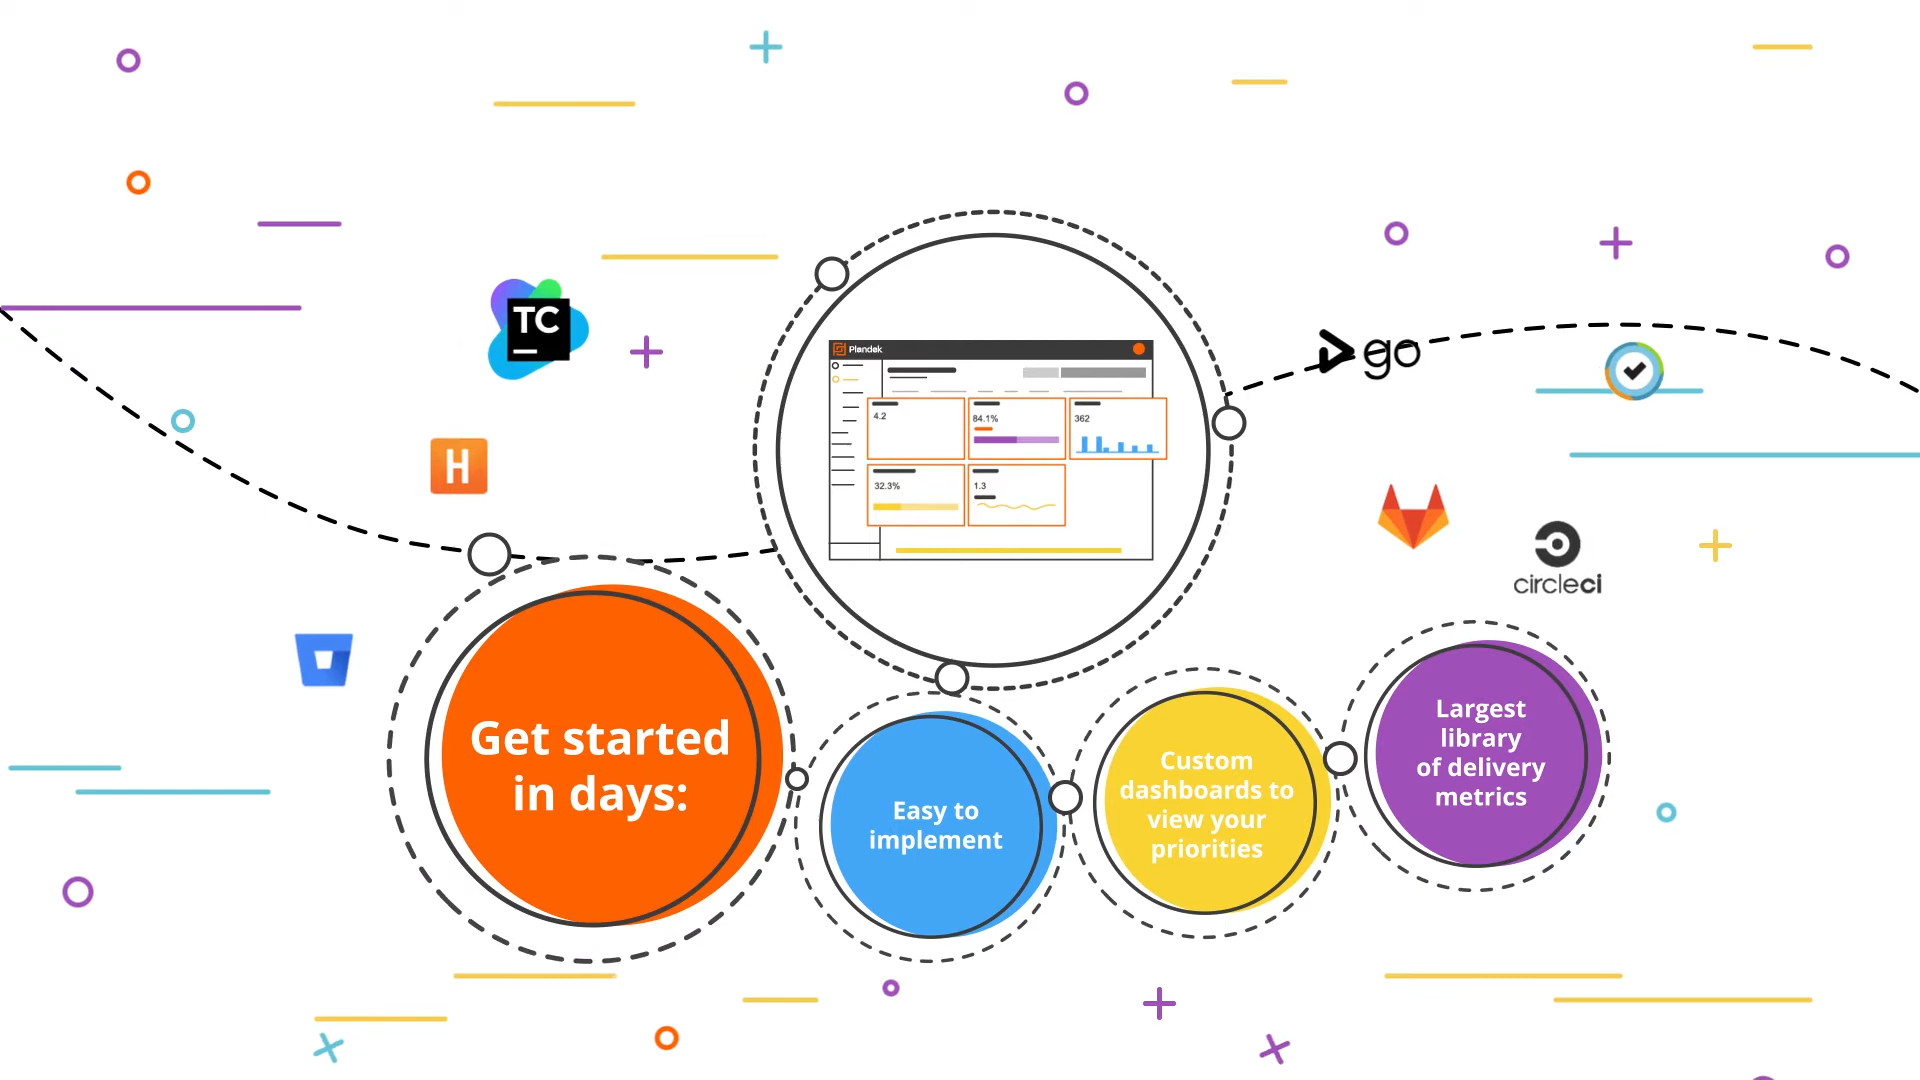 TC
Plandek
4.2
84.1%
362
32.3%
1.3
go
H
circleci
Get started
in days:
Easy to
implement
Custom
dashboards to
view your
priorities
Largest
library
of delivery
metrics